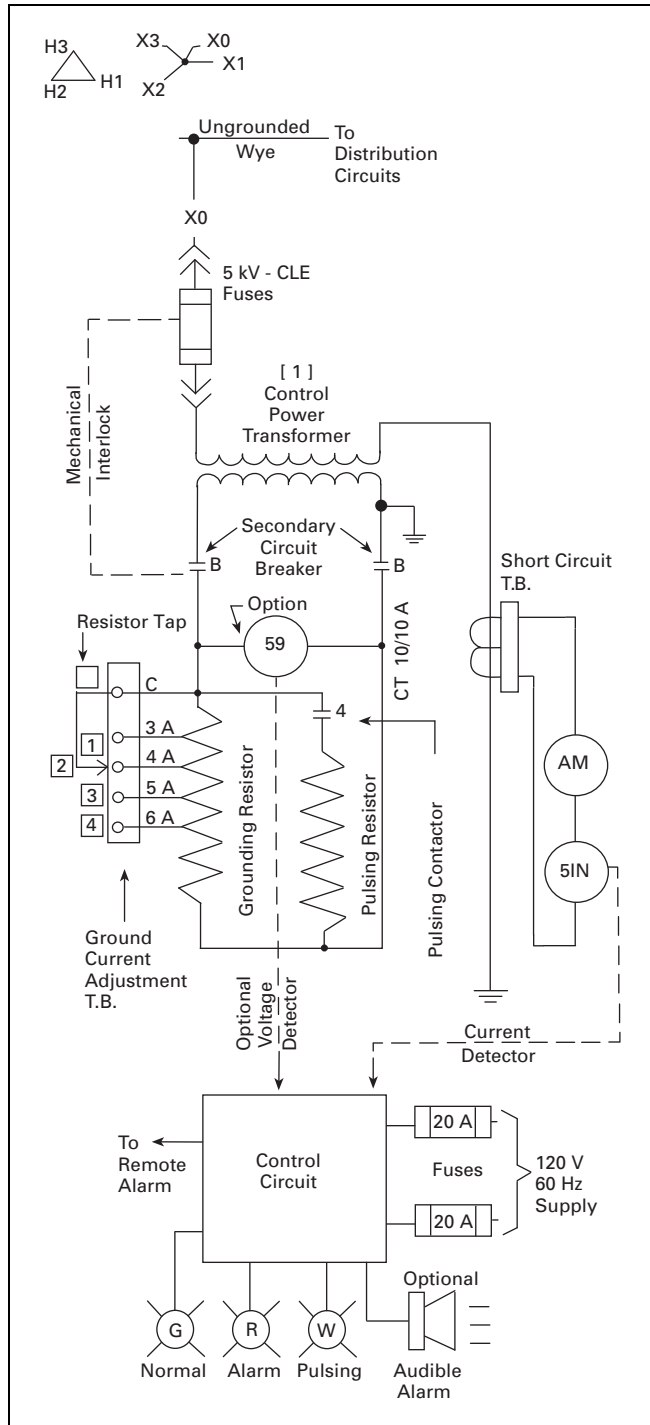 H3
H2
H1
X3
X0
X1
X2
Ungrounded
Wye
To
Distribution
Circuits
X0
5 kV - CLE
Fuses
Mechanical
Interlock
[ 1 ]
Control
Power
Transformer
Secondary
Circuit
Breaker
B
B
Short Circuit
T.B.
Resistor Tap
Option
59
CT 10/10 A
C
4
1
3 A
2
4 A
3
5 A
4
6 A
Grounding Resistor
Pulsing Resistor
Pulsing Contactor
AM
5IN
Ground
Current
Adjustment
T.B.
Optional
Voltage
Detector
Current
Detector
To
Remote
Alarm
Control
Circuit
20 A
Fuses
20 A
120 V
60 Hz
Supply
G
Normal
R
Alarm
W
Pulsing
Optional
Audible
Alarm